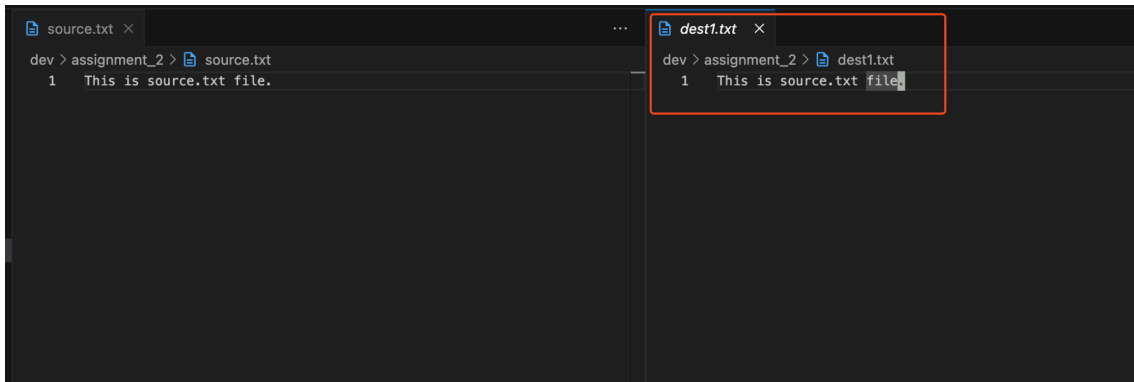 source.txt
dev > assignment_2 > source.txt
1 This is source.txt file.
dest1.txt
dev > assignment_2 > dest1.txt
1 This is source.txt file.